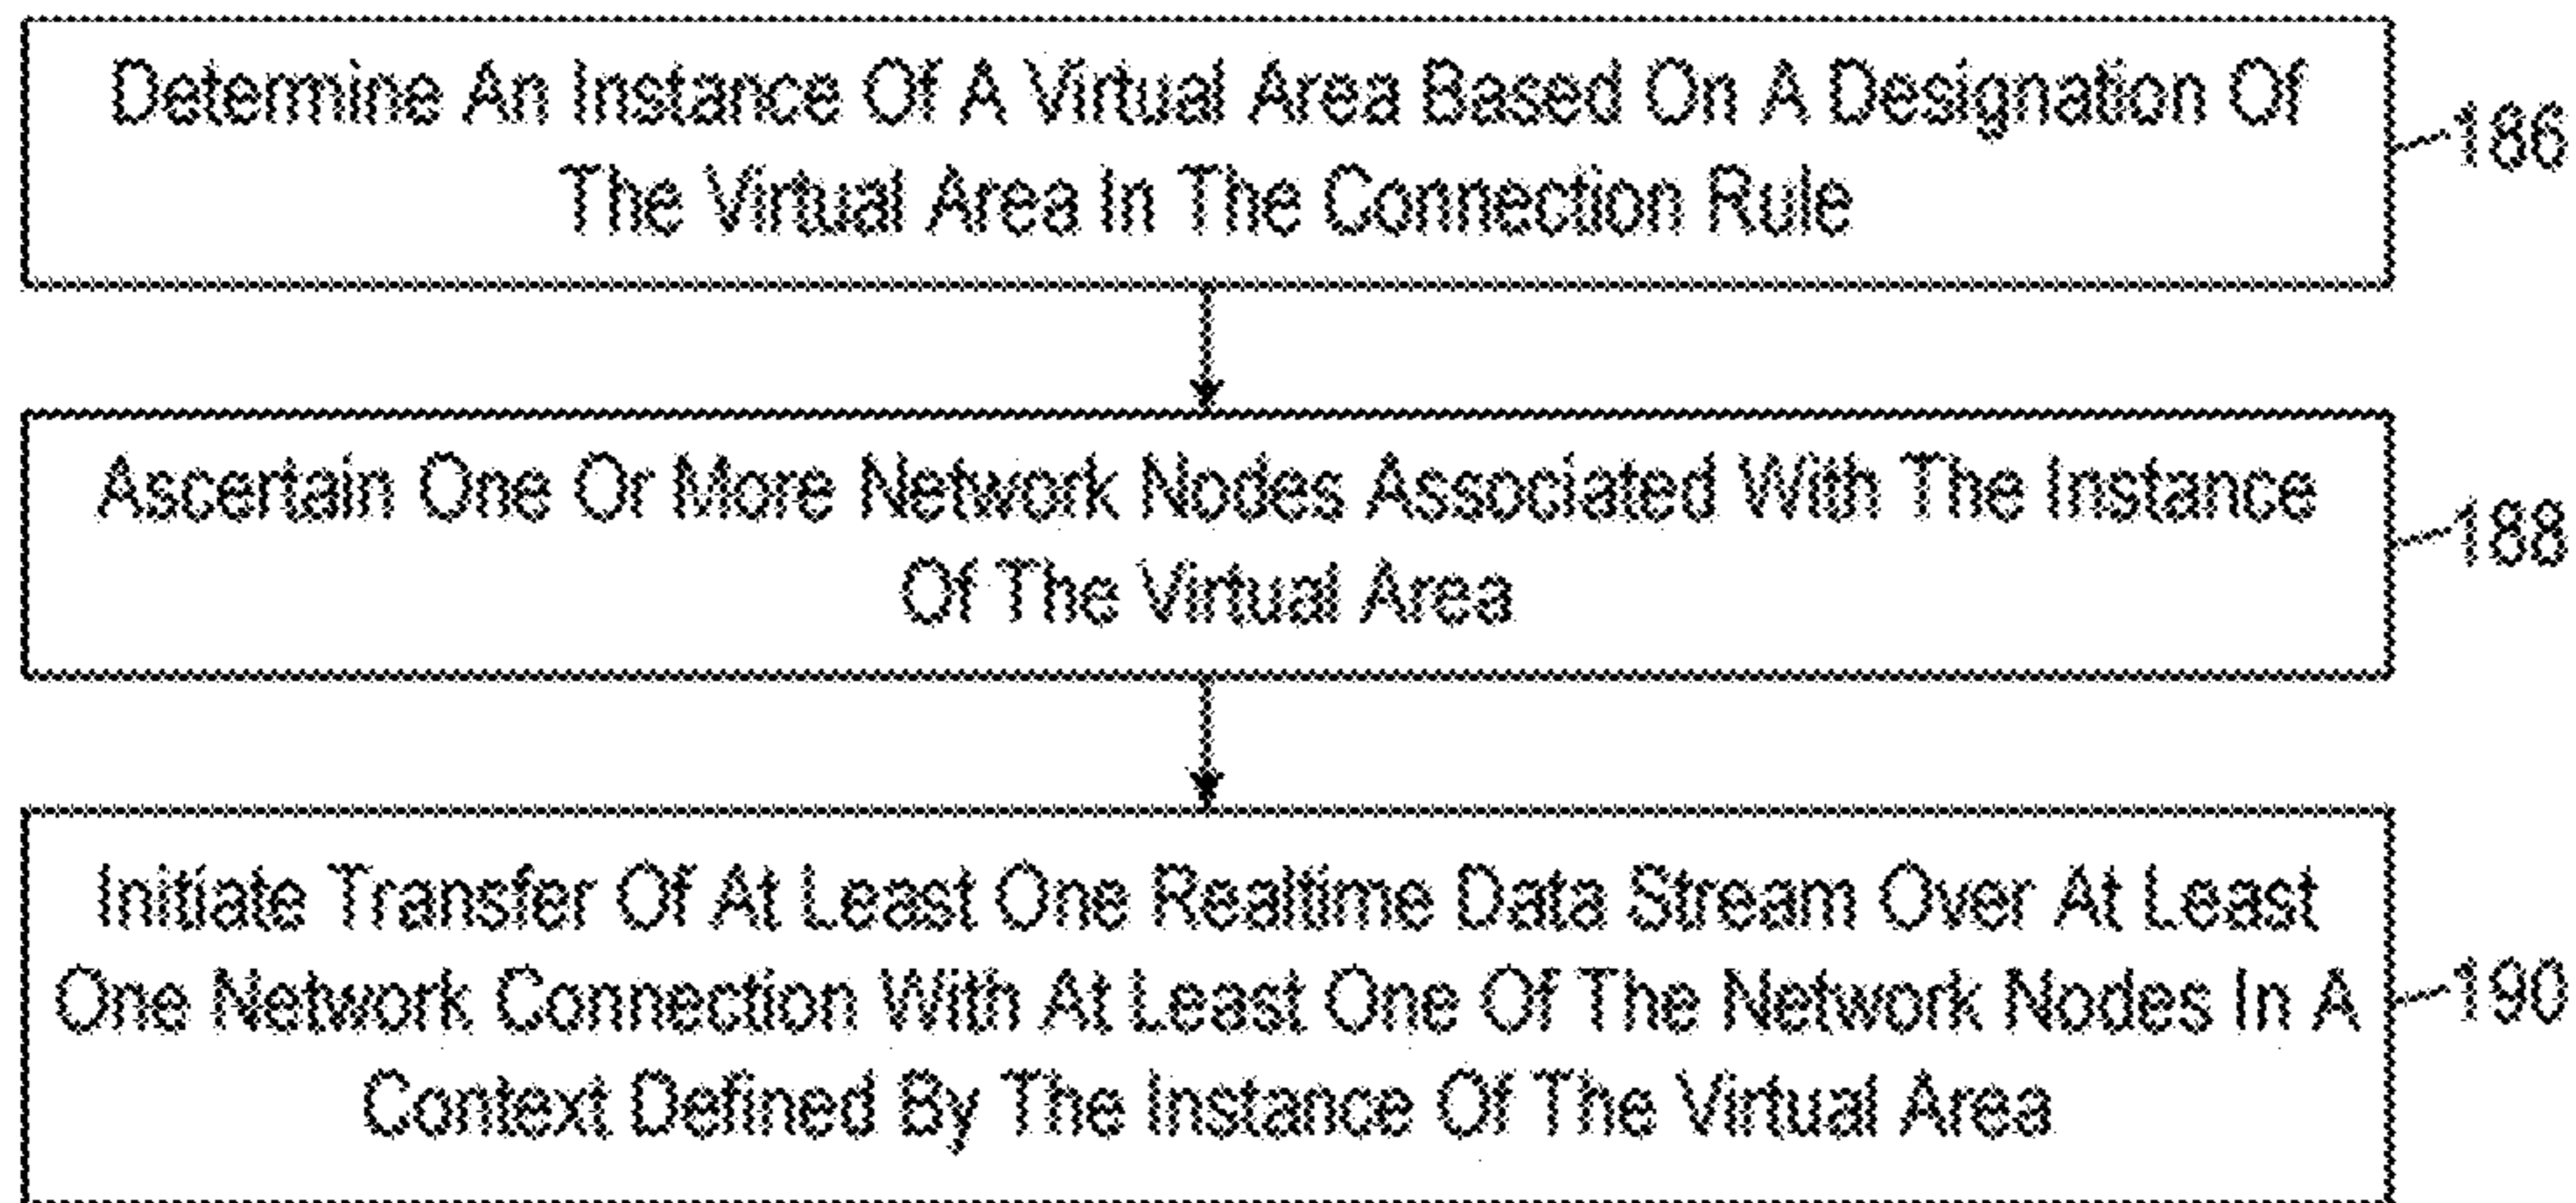 Determine An Instance Of A Virtual Area Based On A Designation Of
The Virtual Area In The Connection Rule
186
Ascertain One Or More Network Nodes Associated With The Instance
Of The Virtual Area
188
Initiate Transfer Of At Least One Realtime Data Stream Over At Least
One Network Connection With At Least One Of The Network Nodes In A
Context Defined By The Instance Of The Virtual Area
190